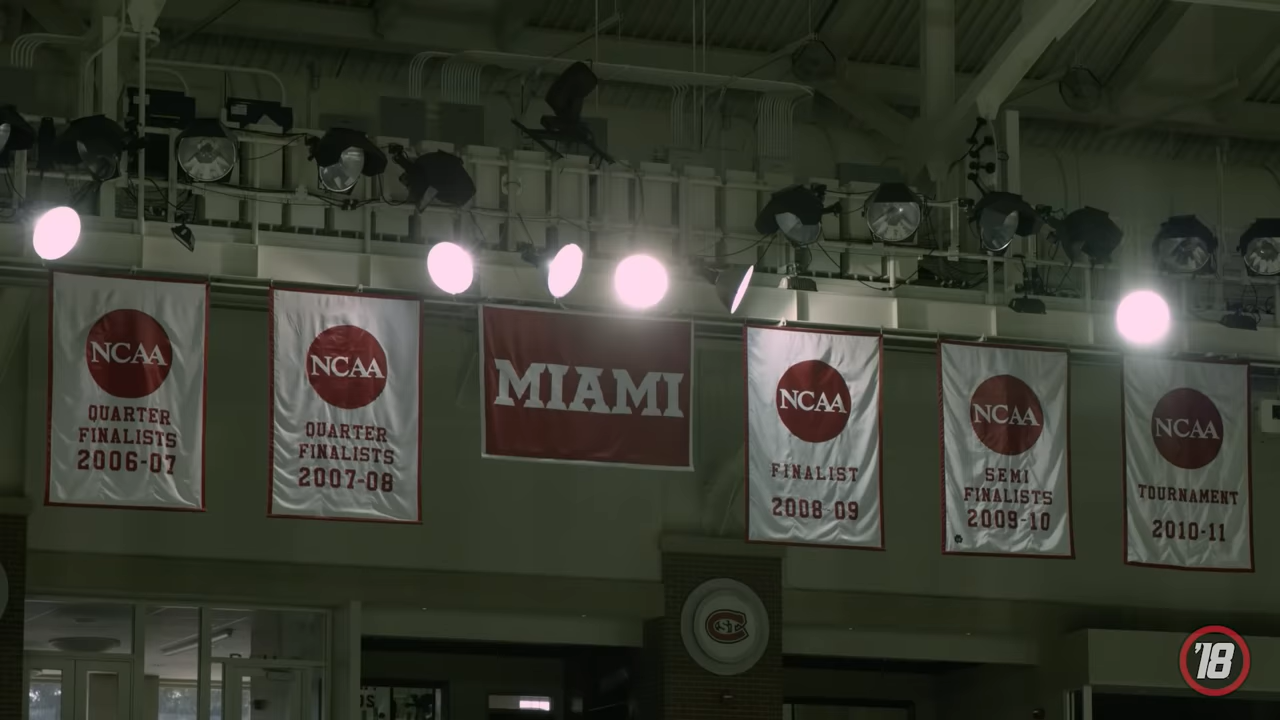 NCAA
QUARTER
FINALISTS
2006-07
NCAA
QUARTER
FINALISTS
2007-08
MIAMI
NCAA
FINALIST
2008-09
NCAA
SEMI
FINALISTS
2009-10
NCAA
TOURNAMENT
2010-11
STC
'18